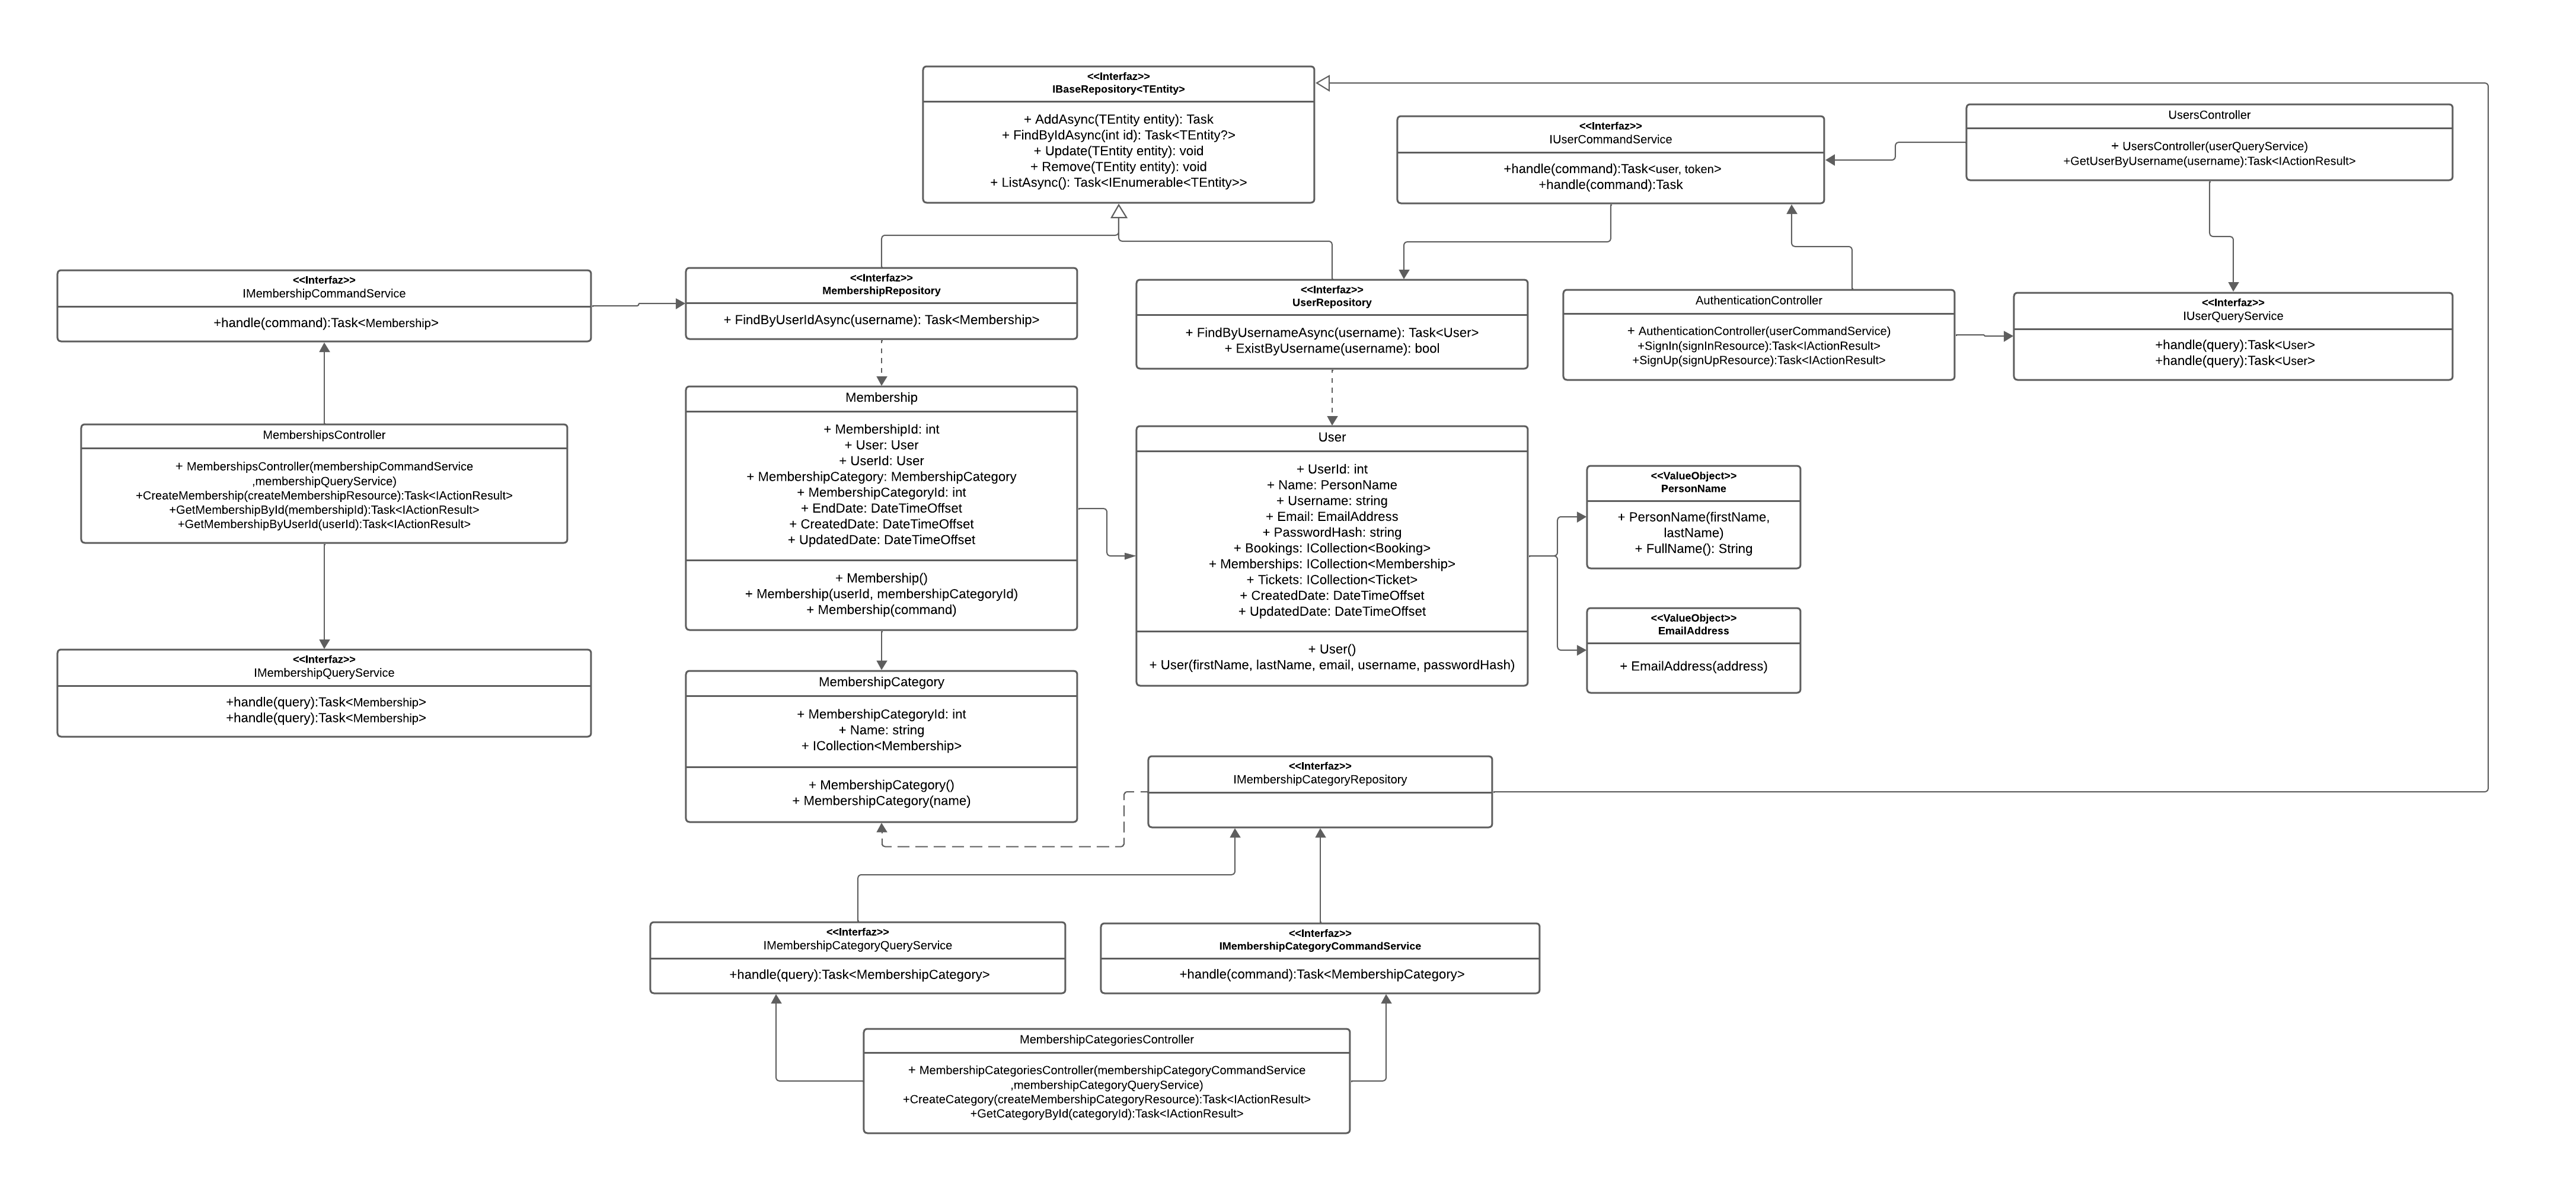 <<Interfaz>>
IBaseRepository<TEntity>
+ AddAsync(TEntity entity): Task
+ FindByIdAsync(int id): Task<TEntity?>
+ Update(TEntity entity): void
+ Remove(TEntity entity): void
+ ListAsync(): Task<IEnumerable<TEntity>>
<<Interfaz>>
IUserCommandService
+handle(command):Task<user, token>
+handle(command):Task
UsersController
+ UsersController(userQueryService)
+GetUserByUsername(username):Task<IActionResult>
<<Interfaz>>
IMembershipCommandService
+handle(command):Task<Membership>
<<Interfaz>>
MembershipRepository
+ FindByUserIdAsync(username): Task<Membership>
<<Interfaz>>
UserRepository
+ FindByUsernameAsync(username): Task<User>
+ ExistByUsername(username): bool
AuthenticationController
+ AuthenticationController(userCommandService)
+SignIn(signInResource):Task<IActionResult>
+SignUp(signUpResource):Task<IActionResult>
<<Interfaz>>
IUserQueryService
+handle(query):Task<User>
+handle(query):Task<User>
MembershipsController
+ MembershipsController(membershipCommandService
,membershipQueryService)
+CreateMembership(createMembershipResource):Task<IActionResult>
+GetMembershipById(membershipId):Task<IActionResult>
+GetMembershipByUserId(userId):Task<IActionResult>
Membership
+ MembershipId: int
+ User: User
+ UserId: User
+ MembershipCategory: MembershipCategory
+ MembershipCategoryId: int
+ EndDate: DateTimeOffset
+ CreatedDate: DateTimeOffset
+ UpdatedDate: DateTimeOffset
+ Membership()
+ Membership(userId, membershipCategoryId)
+ Membership(command)
User
+ UserId: int
+ Name: PersonName
+ Username: string
+ Email: EmailAddress
+ PasswordHash: string
+ Bookings: ICollection<Booking>
+ Memberships: ICollection<Membership>
+ Tickets: ICollection<Ticket>
+ CreatedDate: DateTimeOffset
+ UpdatedDate: DateTimeOffset
+ User()
+ User(firstName, lastName, email, username, passwordHash)
<<ValueObject>>
PersonName
+ PersonName(firstName,
lastName)
+ FullName(): String
<<ValueObject>>
EmailAddress
+ EmailAddress(address)
<<Interfaz>>
IMembershipQueryService
+handle(query):Task<Membership>
+handle(query):Task<Membership>
MembershipCategory
+ MembershipCategoryId: int
+ Name: string
+ ICollection<Membership>
+ MembershipCategory()
+ MembershipCategory(name)
<<Interfaz>>
IMembershipCategoryRepository
<<Interfaz>>
IMembershipCategoryQueryService
+handle(query):Task<MembershipCategory>
<<Interfaz>>
IMembershipCategoryCommandService
+handle(command):Task<MembershipCategory>
MembershipCategoriesController
+ MembershipCategoriesController(membershipCategoryCommandService
,membershipCategoryQueryService)
+CreateCategory(createMembershipCategoryResource):Task<IActionResult>
+GetCategoryById(categoryId):Task<IActionResult>